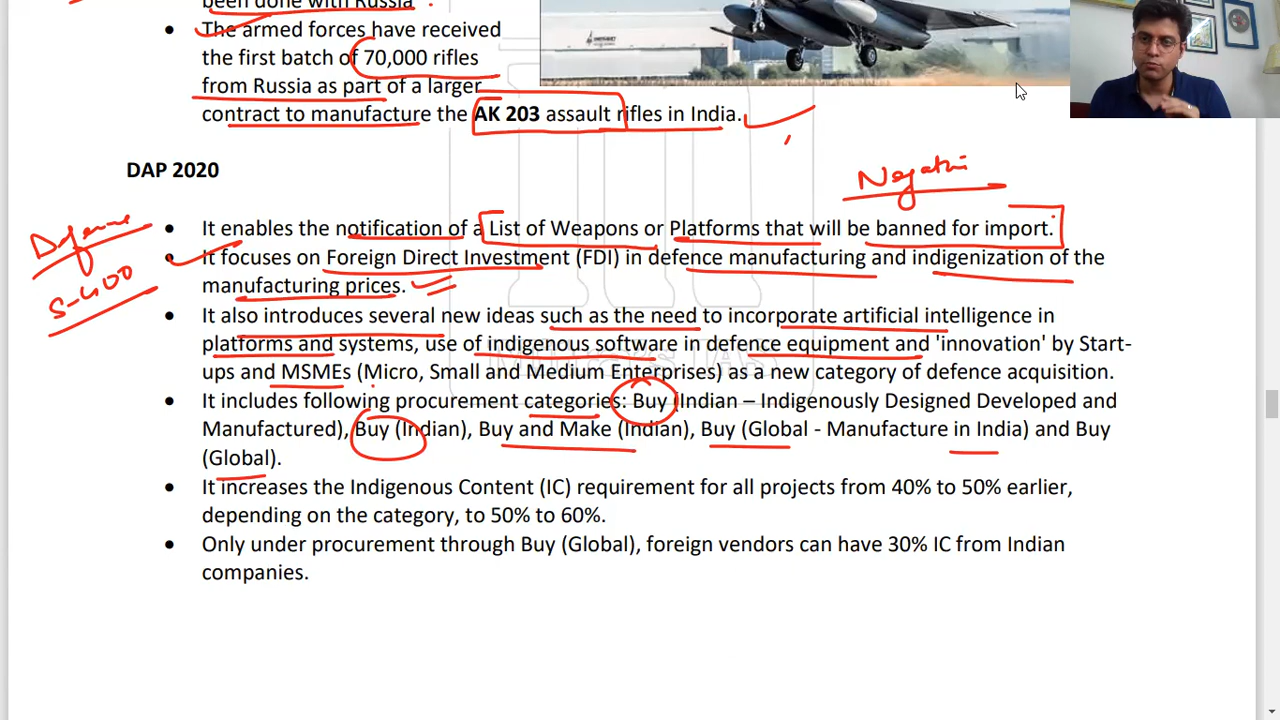 been done with Russia.
• The armed forces have received
the first batch of 70,000 rifles
from Russia as part of a larger
contract to manufacture the AK 203 assault rifles in India.
DAP 2020
Negative
• It enables the notification of a List of Weapons or Platforms that will be banned for import.
Defence
• It focuses on Foreign Direct Investment (FDI) in defence manufacturing and indigenization of the
manufacturing prices.
S-400
• It also introduces several new ideas such as the need to incorporate artificial intelligence in
platforms and systems, use of indigenous software in defence equipment and 'innovation' by Start-
ups and MSMEs (Micro, Small and Medium Enterprises) as a new category of defence acquisition.
• It includes following procurement categories: Buy (Indian – Indigenously Designed Developed and
Manufactured), Buy (Indian), Buy and Make (Indian), Buy (Global - Manufacture in India) and Buy
(Global).
• It increases the Indigenous Content (IC) requirement for all projects from 40% to 50% earlier,
depending on the category, to 50% to 60%.
• Only under procurement through Buy (Global), foreign vendors can have 30% IC from Indian
companies.